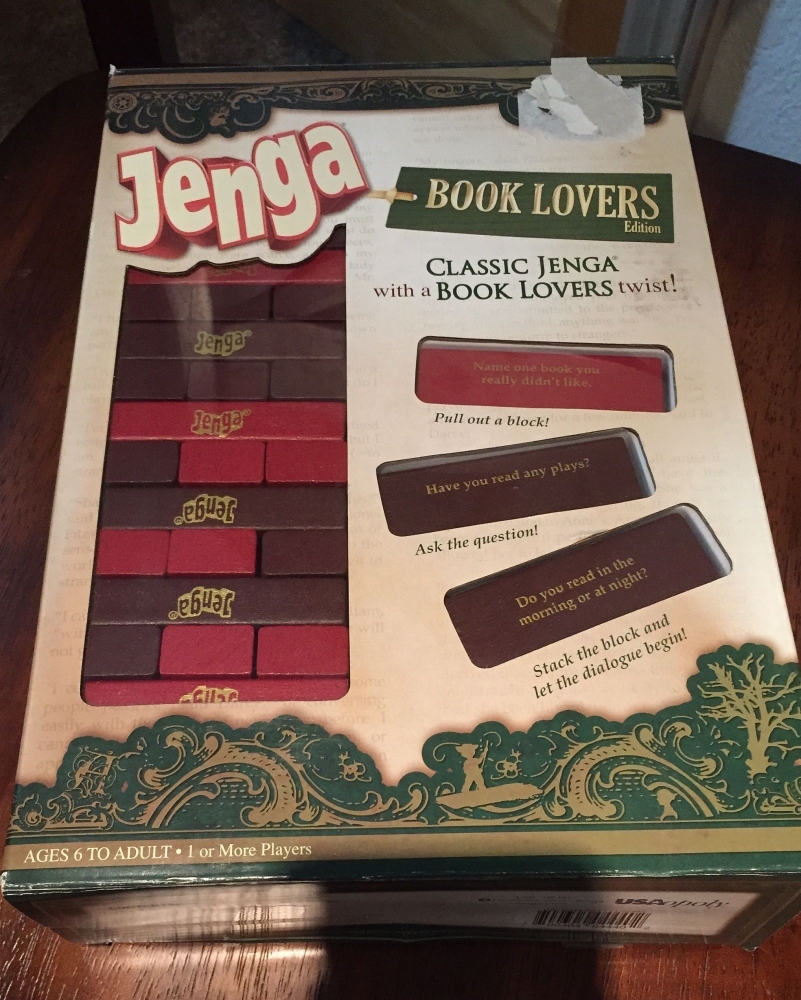 Jenga®
BOOK LOVERS
Edition
CLASSIC JENGA®
with a BOOK LOVERS twist!
Name one book you
really didn't like.
Pull out a block!
Have you read any plays?
Ask the question!
Do you read in the
morning or at night?
Stack the block and
let the dialogue begin!
Jenga®
Jenga®
Jenga®
Jenga®
Jenga
AGES 6 TO ADULT • 1 or More Players
USAopoly